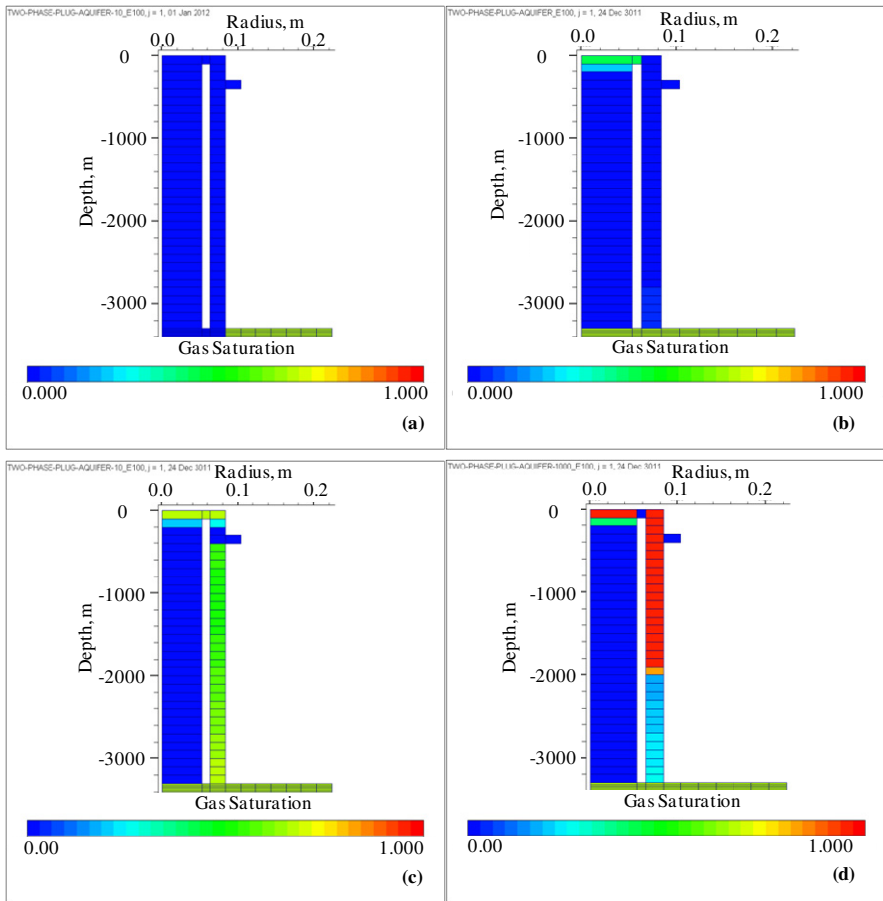 TWO-PHASE-PLUG-AQUIFER-10_E100, j = 1, 01 Jan 2012
Radius, m
0.0 0.1 0.2
0
-1000
-2000
-3000
Depth, m
Gas Saturation
0.000 1.000
(a)
TWO-PHASE-PLUG-AQUIFER_E100, j = 1, 24 Dec 3011
Radius, m
0.0 0.1 0.2
0
-1000
-2000
-3000
Depth, m
Gas Saturation
0.000 1.000
(b)
TWO-PHASE-PLUG-AQUIFER-10_E100, j = 1, 24 Dec 3011
Radius, m
0.0 0.1 0.2
0
-1000
-2000
-3000
Depth, m
Gas Saturation
0.00 1.000
(c)
TWO-PHASE-PLUG-AQUIFER-1000_E100, j = 1, 24 Dec 3011
Radius, m
0.0 0.1 0.2
0
-1000
-2000
-3000
Depth, m
Gas Saturation
0.00 1.000
(d)